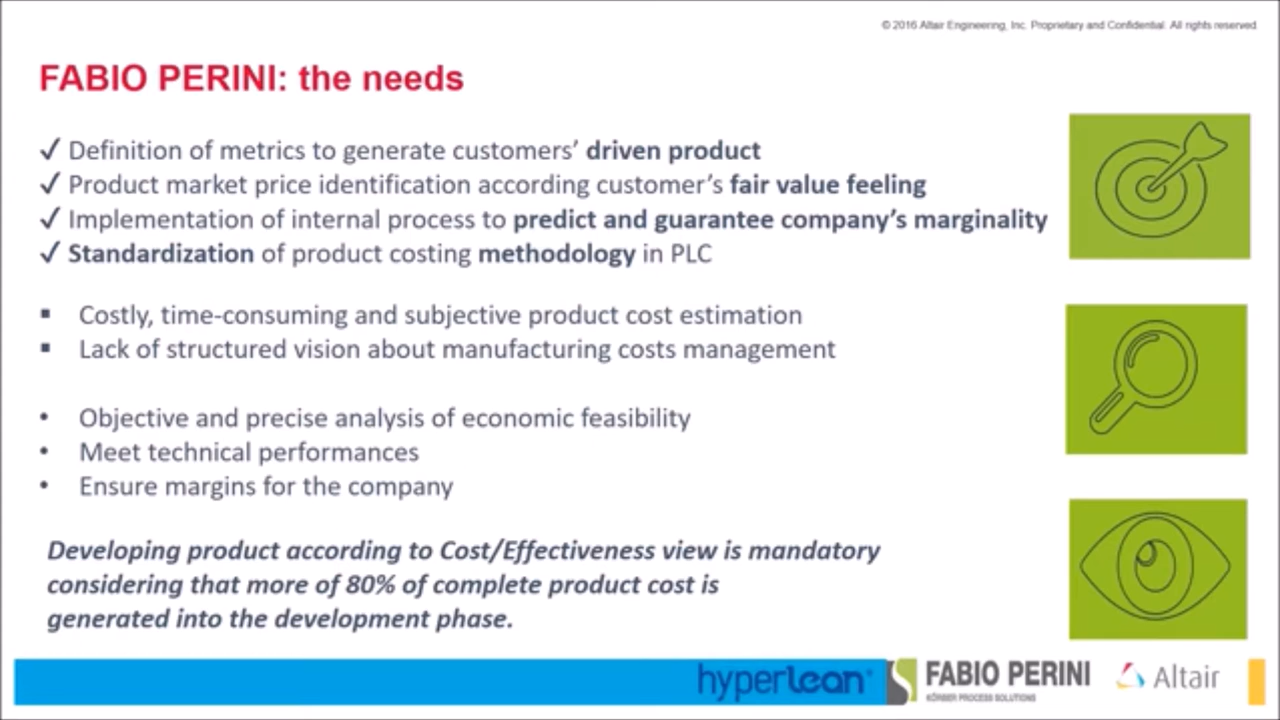 © 2016 Altair Engineering, Inc. Proprietary and Confidential. All rights reserved.
FABIO PERINI: the needs
✓ Definition of metrics to generate customers’ driven product
✓ Product market price identification according customer’s fair value feeling
✓ Implementation of internal process to predict and guarantee company’s marginality
✓ Standardization of product costing methodology in PLC
▪ Costly, time-consuming and subjective product cost estimation
▪ Lack of structured vision about manufacturing costs management
• Objective and precise analysis of economic feasibility
• Meet technical performances
• Ensure margins for the company
Developing product according to Cost/Effectiveness view is mandatory
considering that more of 80% of complete product cost is
generated into the development phase.
hyperlean® FABIO PERINI Altair
KÖRBER PROCESS SOLUTIONS